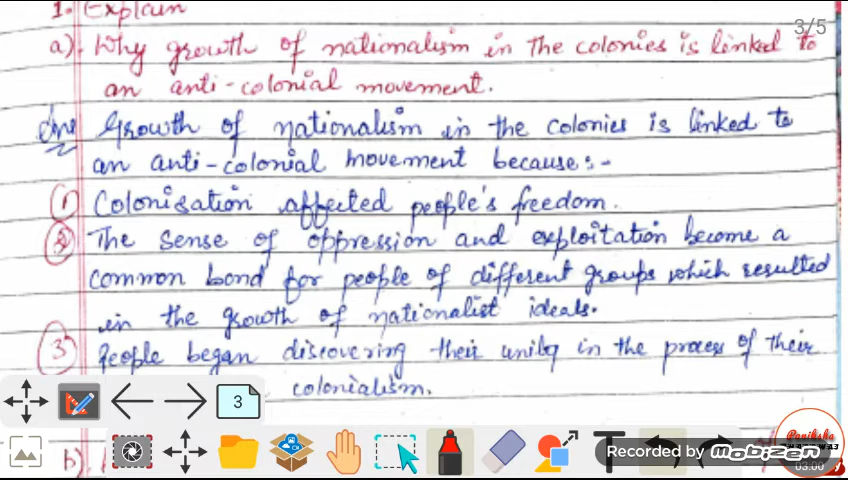 1. Explain
3/5
a). Why growth of nationalism in the colonies is linked to
an anti-colonial movement.
Ans Growth of nationalism in the colonies is linked to
an anti-colonial movement because:-
① Colonisation affected people's freedom.
② The sense of oppression and exploitation become a
common bond for people of different groups which resulted
in the growth of nationalist ideals.
③ People began discovering their unity in the process of their
colonialism.
3
b).
T
Recorded by mobizen
Paniksha
03:00